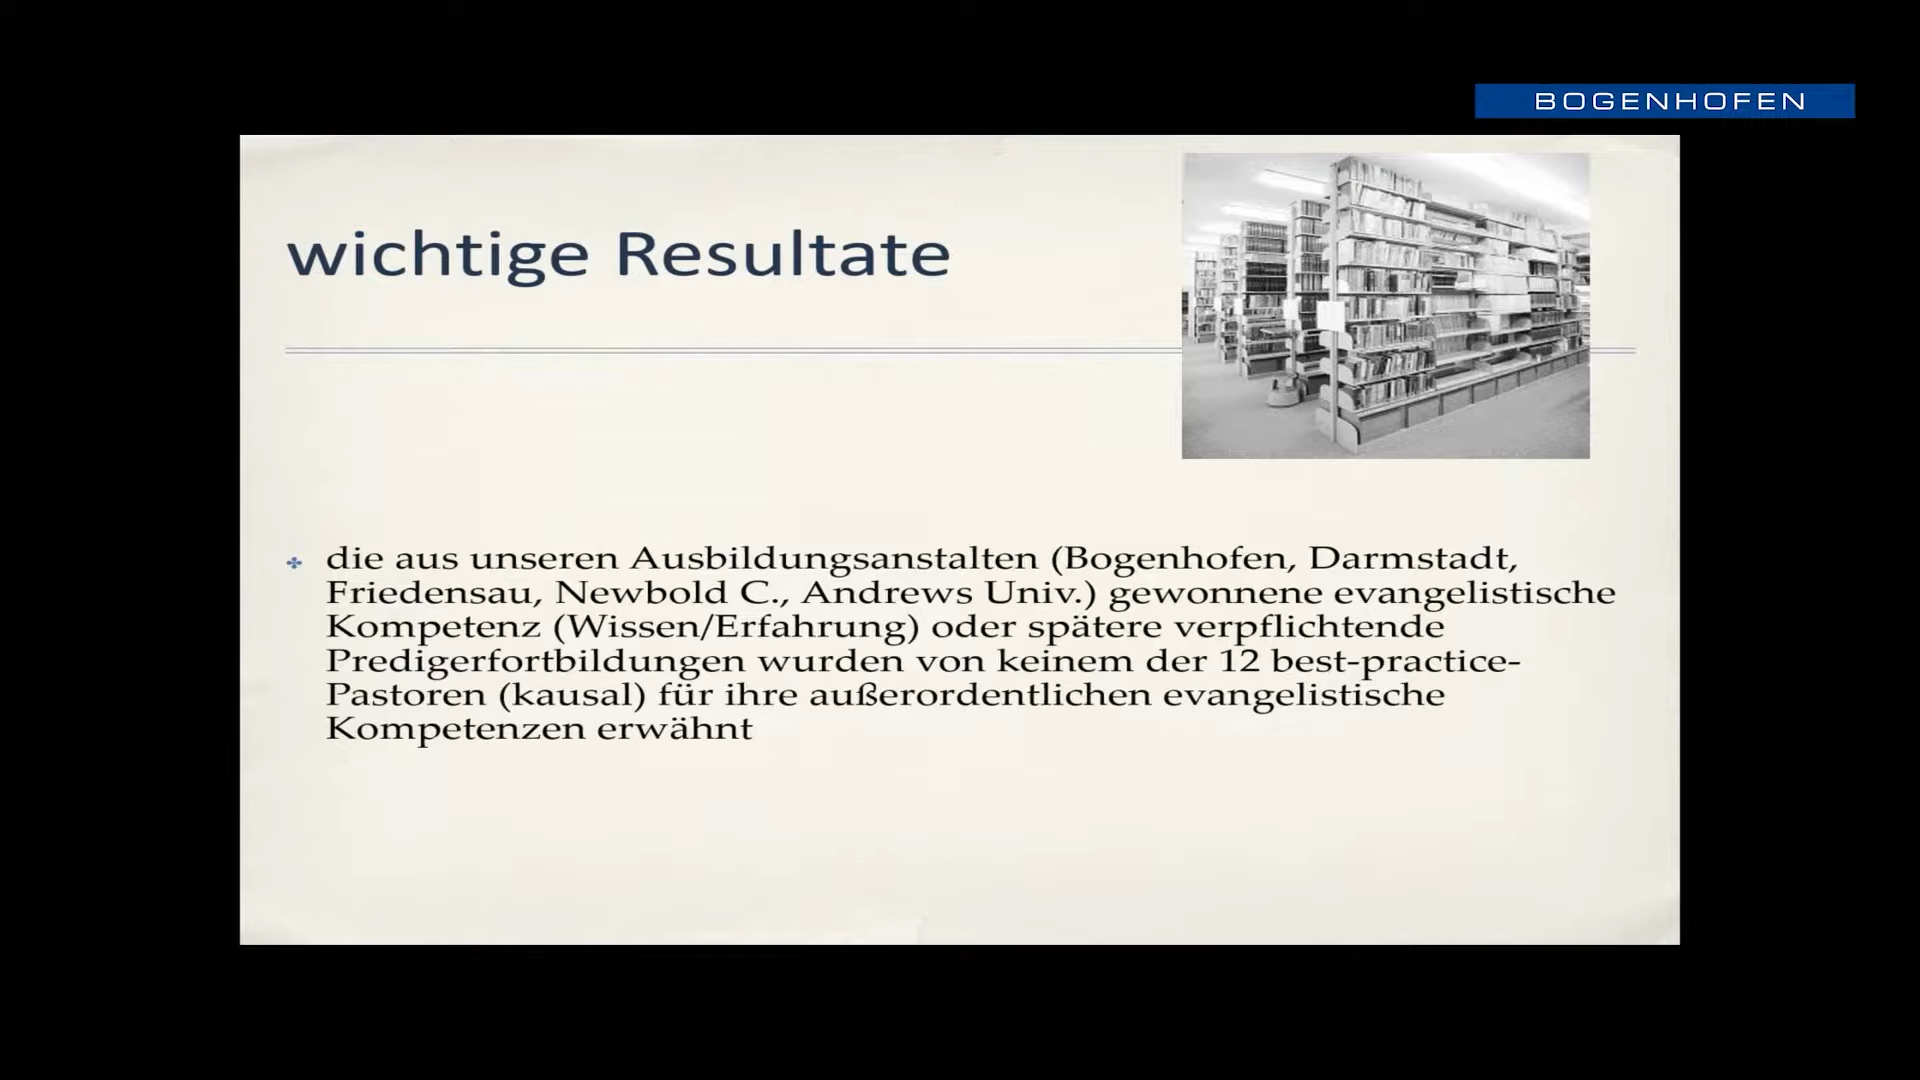 BOGENHOFEN
wichtige Resultate
die aus unseren Ausbildungsanstalten (Bogenhofen, Darmstadt,
Friedensau, Newbold C., Andrews Univ.) gewonnene evangelistische
Kompetenz (Wissen/Erfahrung) oder spätere verpflichtende
Predigerfortbildungen wurden von keinem der 12 best-practice-
Pastoren (kausal) für ihre außerordentlichen evangelistische
Kompetenzen erwähnt